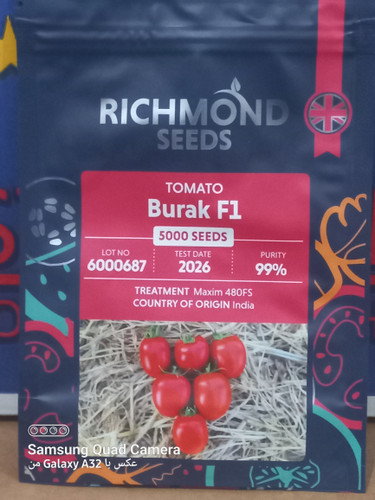 RICHMOND
SEEDS
TOMATO
Burak F1
5000 SEEDS
LOT NO
6000687
TEST DATE
2026
PURITY
99%
TREATMENT Maxim 480FS
COUNTRY OF ORIGIN India
Samsung Quad Camera
عکس با Galaxy A32 من